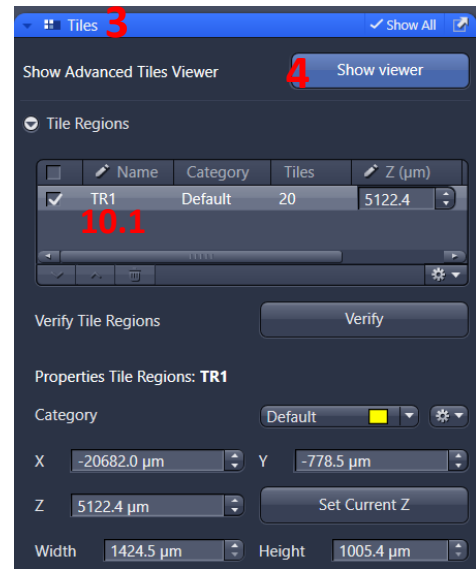 Tiles 3 Show All
Show Advanced Tiles Viewer 4 Show viewer
Tile Regions
Name Category Tiles Z (µm)
TR1 Default 20 5122.4
10.1
Verify Tile Regions Verify
Properties Tile Regions: TR1
Category Default
X -20682.0 µm Y -778.5 µm
Z 5122.4 µm Set Current Z
Width 1424.5 µm Height 1005.4 µm